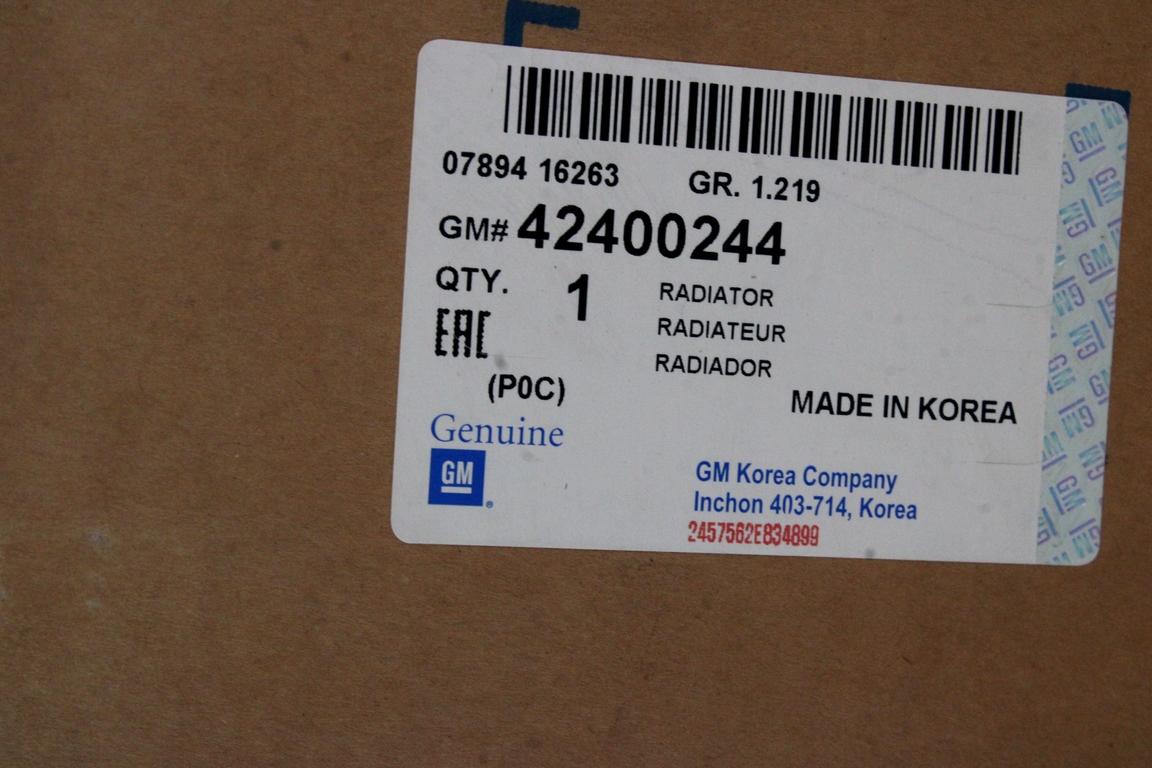 07894 16263 GR. 1.219
GM# 42400244
QTY. 1 RADIATOR
EAC RADIATEUR
RADIADOR
(P0C)
MADE IN KOREA
Genuine
GM
GM Korea Company
Inchon 403-714, Korea
2457562E834899